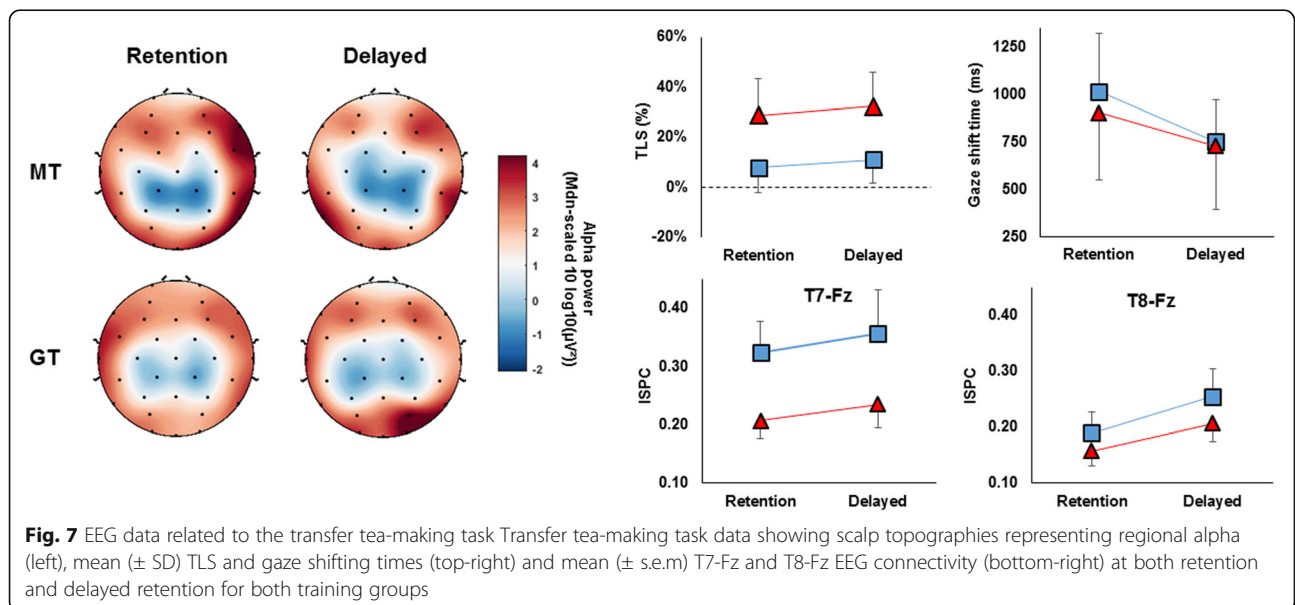 Retention
Delayed
MT
GT
4
3
2
1
0
-1
-2
Alpha power
(Mdn-scaled 10 log10(µV²))
60%
40%
20%
0%
-20%
TLS (%)
Retention
Delayed
1250
1000
750
500
250
Gaze shift time (ms)
Retention
Delayed
T7-Fz
0.40
0.30
0.20
0.10
ISPC
Retention
Delayed
T8-Fz
0.40
0.30
0.20
0.10
ISPC
Retention
Delayed
Fig. 7 EEG data related to the transfer tea-making task Transfer tea-making task data showing scalp topographies representing regional alpha
(left), mean (± SD) TLS and gaze shifting times (top-right) and mean (± s.e.m) T7-Fz and T8-Fz EEG connectivity (bottom-right) at both retention
and delayed retention for both training groups